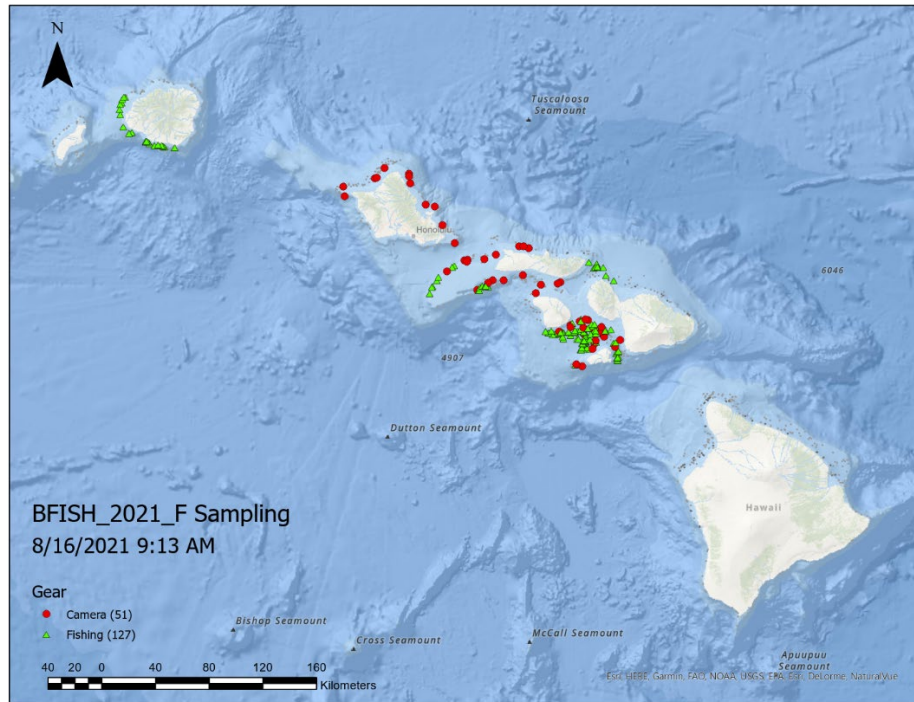 N
Tuscaloosa
Seamount
Honolulu
6046
4907
Dutton Seamount
Hawaii
BFISH_2021_F Sampling
8/16/2021 9:13 AM
Gear
Camera (51)
Fishing (127)
Bishop Seamount
Cross Seamount
McCall Seamount
Apuupuu
Seamount
40 20 0 40 80 120 160
Kilometers
Esri, HERE, Garmin, FAO, NOAA, USGS, EPA, Esri, DeLorme, NaturalVue